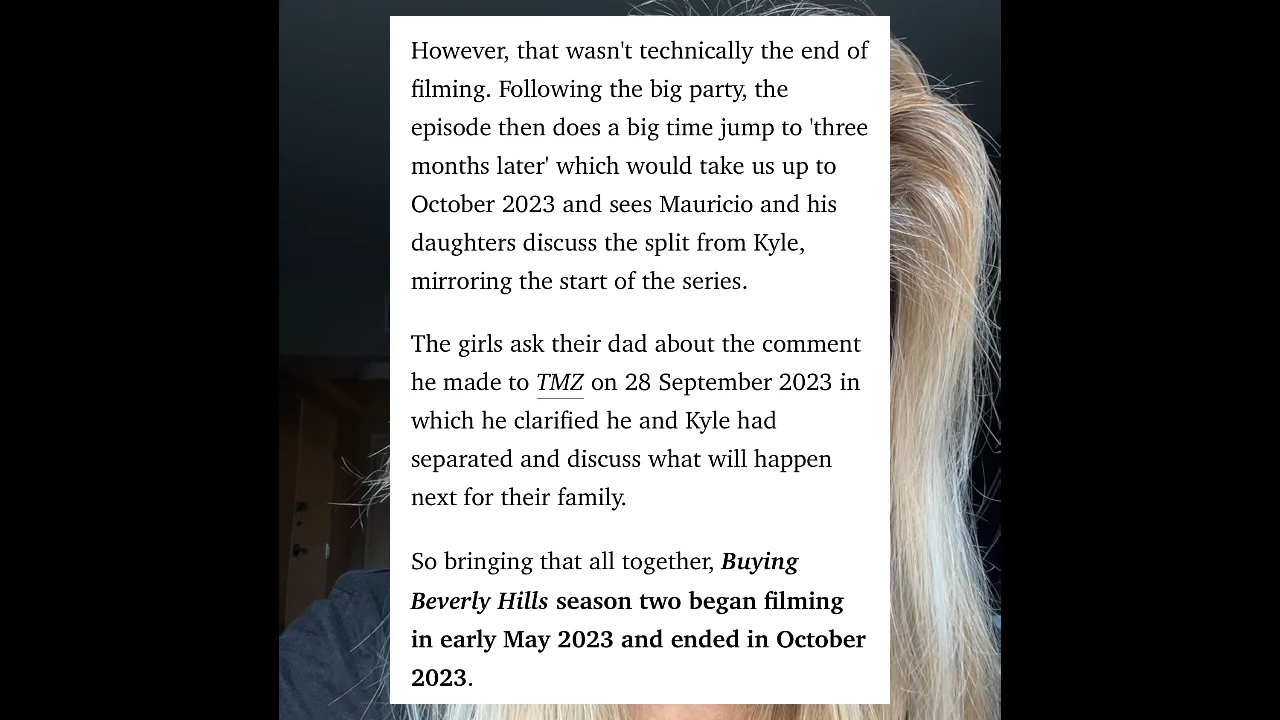 However, that wasn't technically the end of
filming. Following the big party, the
episode then does a big time jump to 'three
months later' which would take us up to
October 2023 and sees Mauricio and his
daughters discuss the split from Kyle,
mirroring the start of the series.
The girls ask their dad about the comment
he made to TMZ on 28 September 2023 in
which he clarified he and Kyle had
separated and discuss what will happen
next for their family.
So bringing that all together, Buying
Beverly Hills season two began filming
in early May 2023 and ended in October
2023.